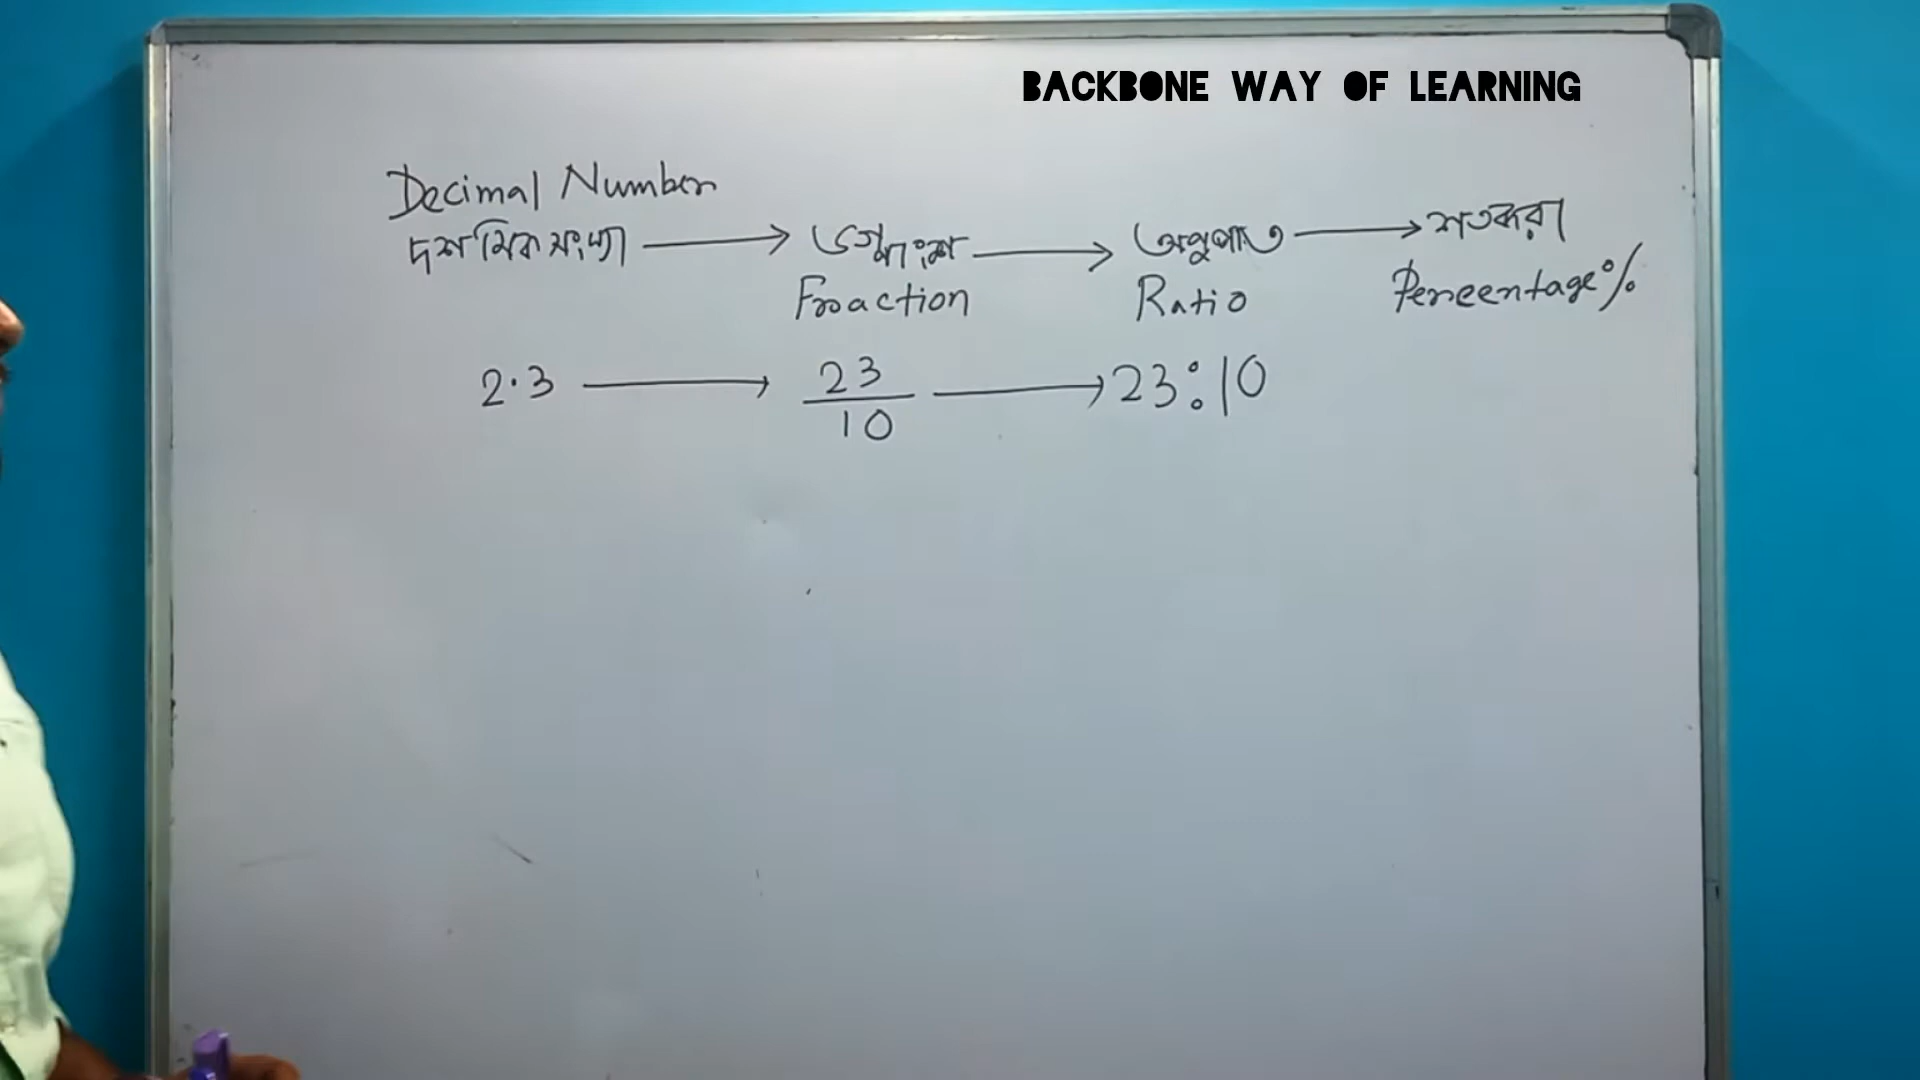 BACKBONE WAY OF LEARNING
Decimal Number
দশমিক সংখ্যা → ভগ্নাংশ → অনুপাত → শতকরা
Fraction Ratio Percentage %
2.3 → 23/10 → 23:10